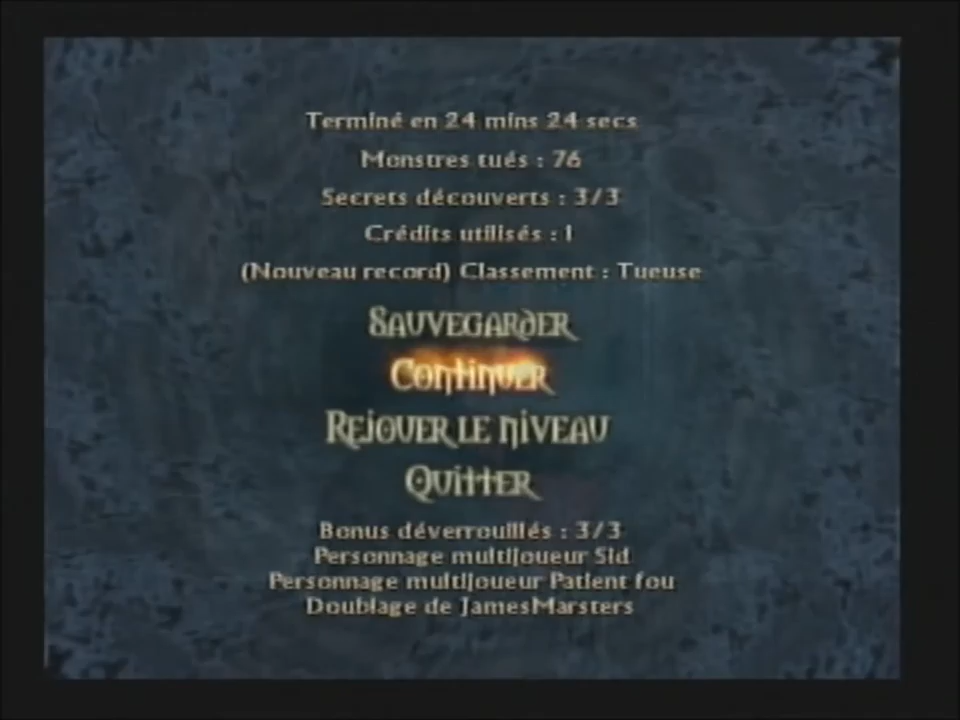 Terminé en 24 mins 24 secs
Monstres tués : 76
Secrets découverts : 3/3
Crédits utilisés : 1
(Nouveau record) Classement : Tueuse
Sauvegarder
Continuer
Rejouer le niveau
Quitter
Bonus déverrouillés : 3/3
Personnage multijoueur Sid
Personnage multijoueur Patient fou
Doublage de JamesMarsters